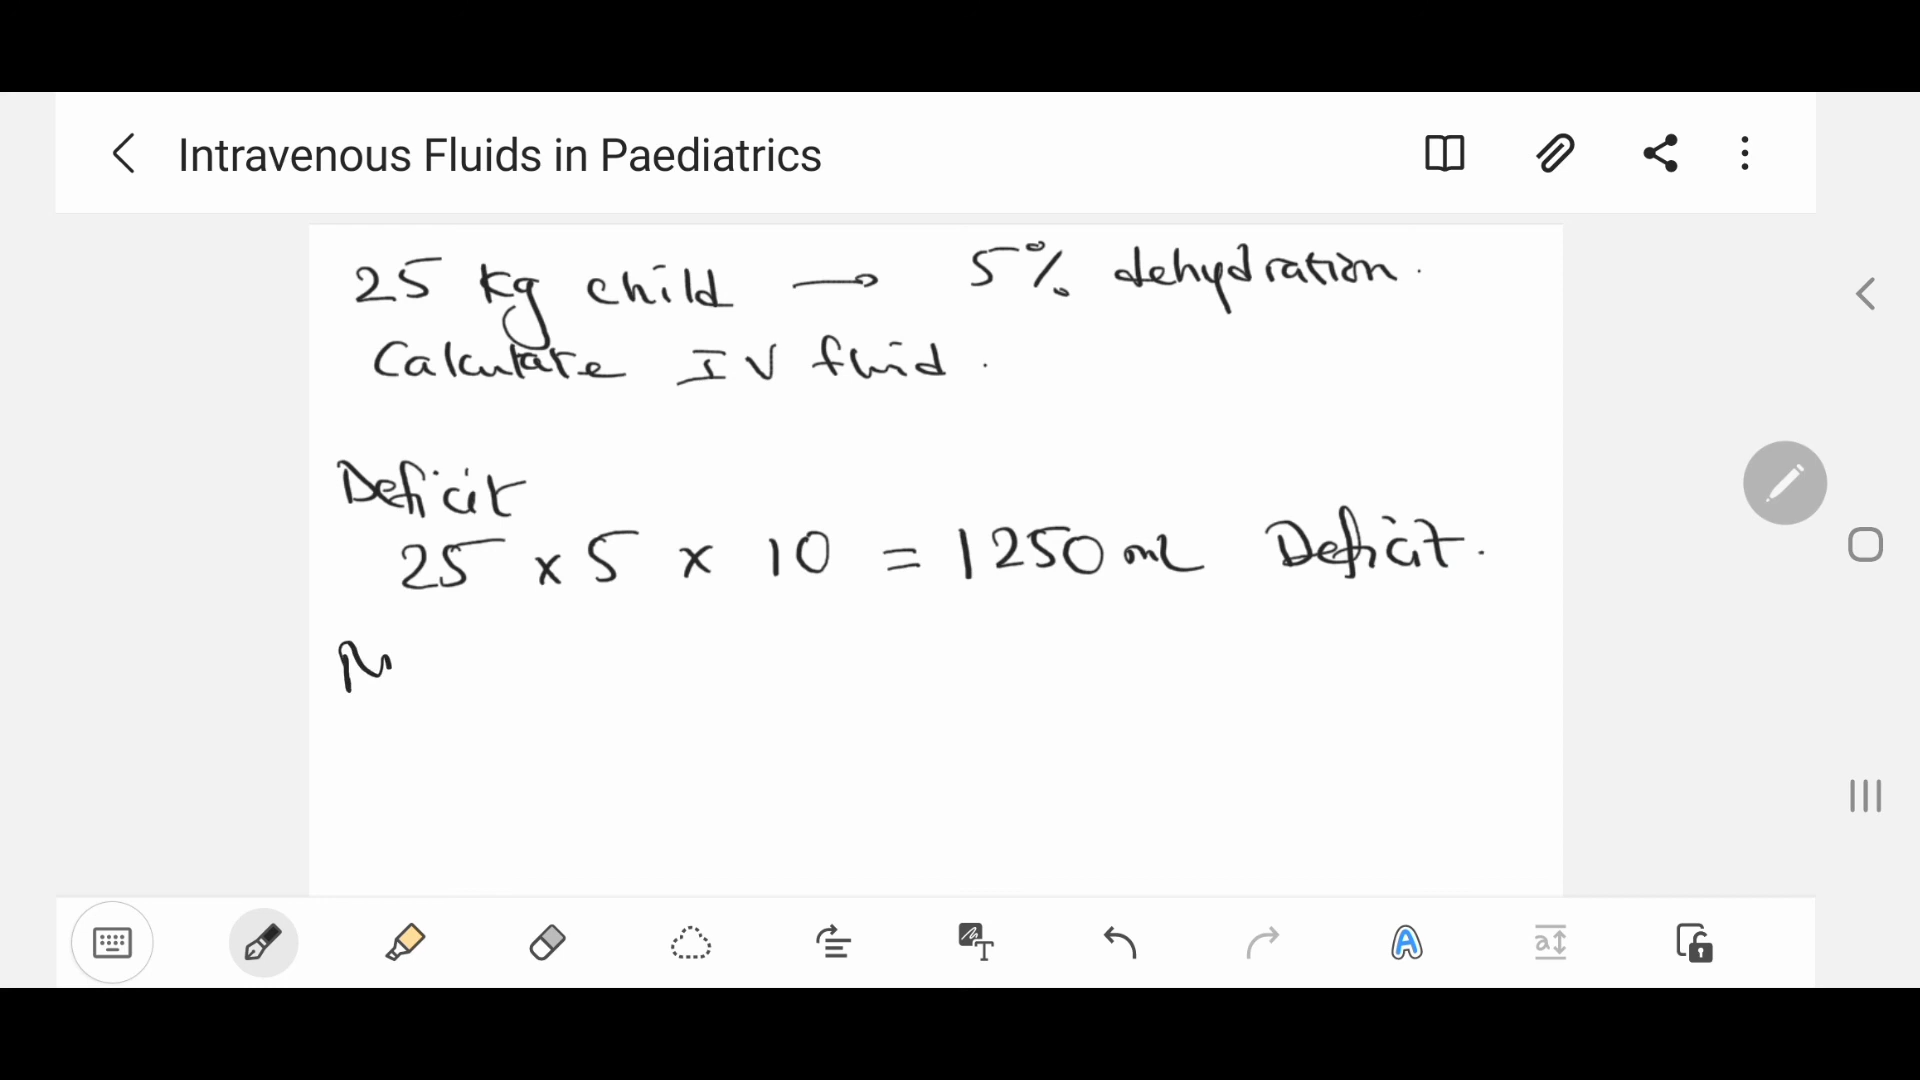 Intravenous Fluids in Paediatrics
25 kg child → 5% dehydration.
Calculate IV fluid.
Deficit
25 x 5 x 10 = 1250 mL Deficit.